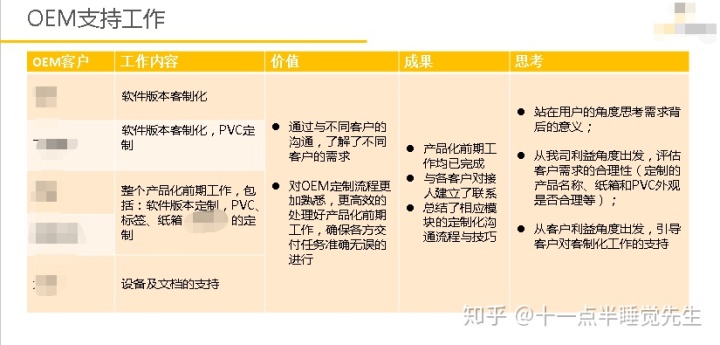 OEM支持工作
OEM客户
工作内容
价值
成果
思考
软件版本客制化
软件版本客制化，PVC定
制
整个产品化前期工作，包
括：软件版本定制，PVC、
标签、纸箱
的定
制
设备及文档的支持
● 通过与不同客户的
沟通，了解了不同
客户的需求
● 对OEM定制流程更
加熟悉，更高效的
处理好产品化前期
工作，确保各方交
付任务准确无误的
进行
● 产品化前期工
作均已完成
● 与各客户对接
人建立了联系
● 总结了相应模
块的定制化沟
通流程与技巧
● 站在用户的角度思考需求背
后的意义；
● 从我司利益角度出发，评估
客户需求的合理性（定制的
产品名称、纸箱和PVC外观
是否合理等）；
● 从客户利益角度出发，引导
客户对客制化工作的支持
知乎 @十一点半睡觉先生